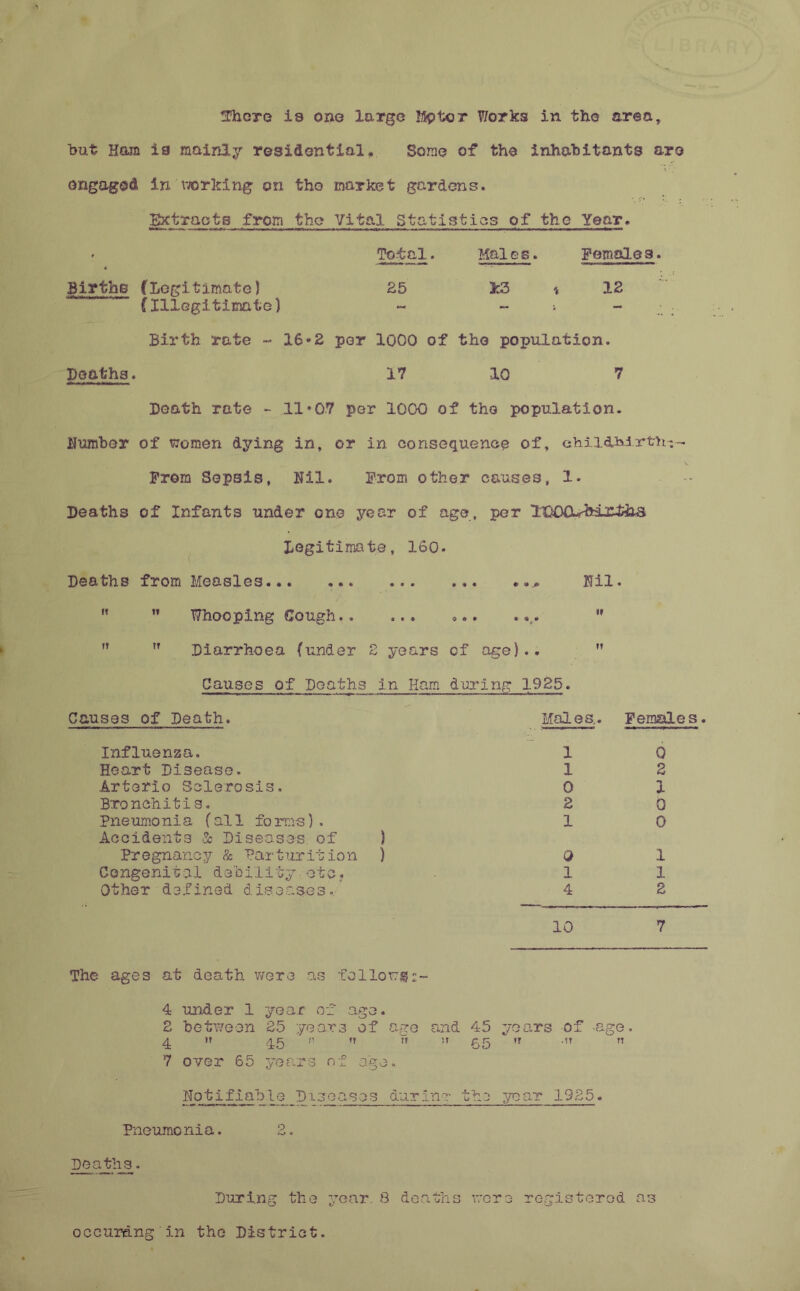 There is one large Motor Works in the area,
but Ham is mainly residential. Some of the inhabitants are
engaged in working on the market gardens.
Extracts from the Vital Statistics of the Year.
Total. Males. Females.
Births (Legitimate) 25 13 12
(Illegitimate) - - -
Birth rate - 16·2 per 1000 of the population.
Deaths. 17 10 7
Death rate - 11·07 per 1000 of the population.
Number of women dying in, or in consequence of, childbirth:-
From Sepsis, Nil. From other causes, 1.
Deaths of Infants under one year of age, per 1000 births
Legitimate, 160.
Deaths from Measles... ... ... ... ... Nil.
" " Whooping Cough.. ... ... ... "
" " Diarrhoea (under 2 years of age).. "
Causes of Deaths in Ham during 1925.
Causes of Death. Males. Females.
Influenza. 1 0
Heart Disease. 1 2
Arterio Sclerosis. 0 1
Bronchitis. 2 0
Pneumonia (all forms). 1 0
Accidents & Diseases of )
Pregnancy & Parturition ) 0 1
Congenital debility etc. 1 1
Other defined diseases. 4 2
10 7
The ages at death were as follows:-
4 under 1 year of age.
2 between 25 years of age and 45 years of age.
4 " 45 " " " " 65 " " "
7 over 65 years of age.
Notifiable Diseases during the year 1925.
Pneumonia. 2.
Deaths.
During the year 8 deaths were registered as
occuring in the District.